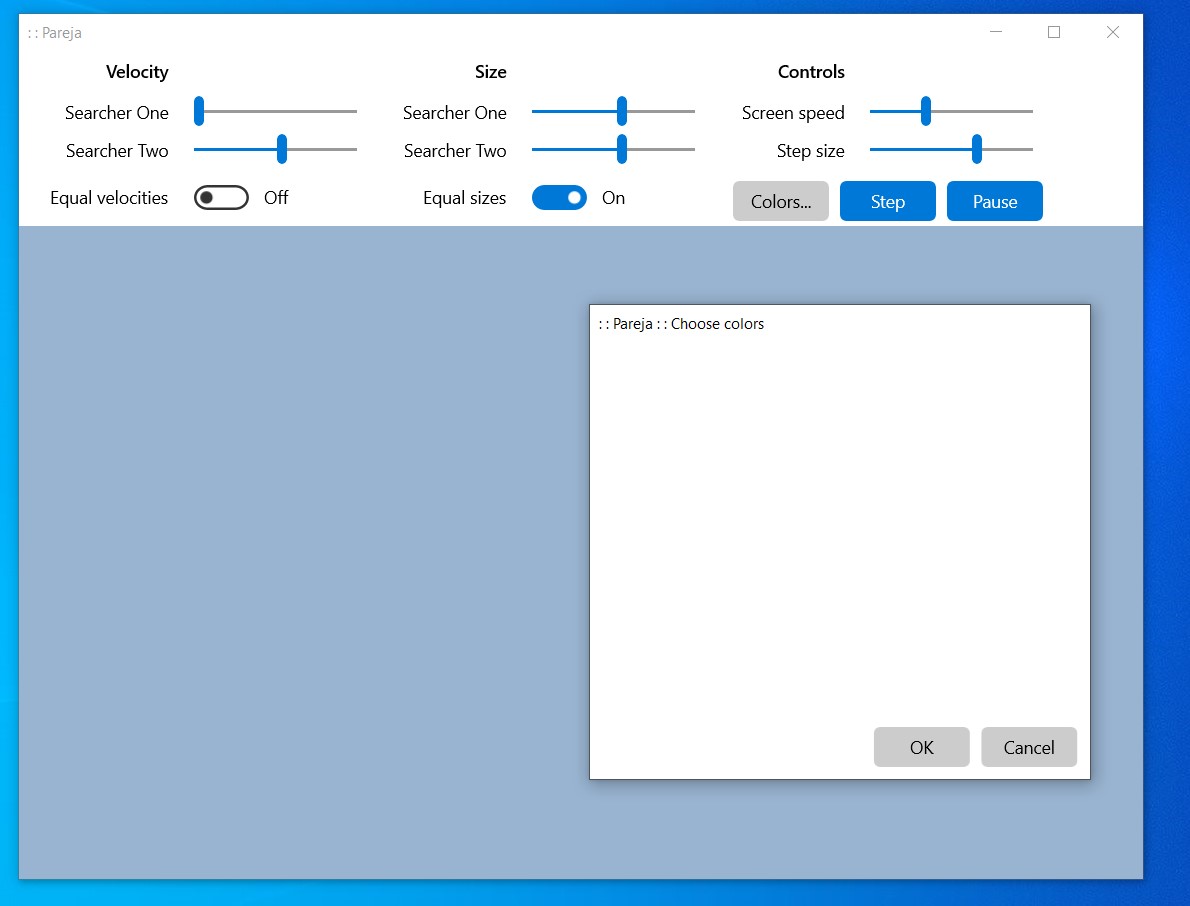 : : Pareja
Velocity
Searcher One
Searcher Two
Equal velocities Off
Size
Searcher One
Searcher Two
Equal sizes On
Controls
Screen speed
Step size
Colors... Step Pause
: : Pareja : : Choose colors
OK Cancel